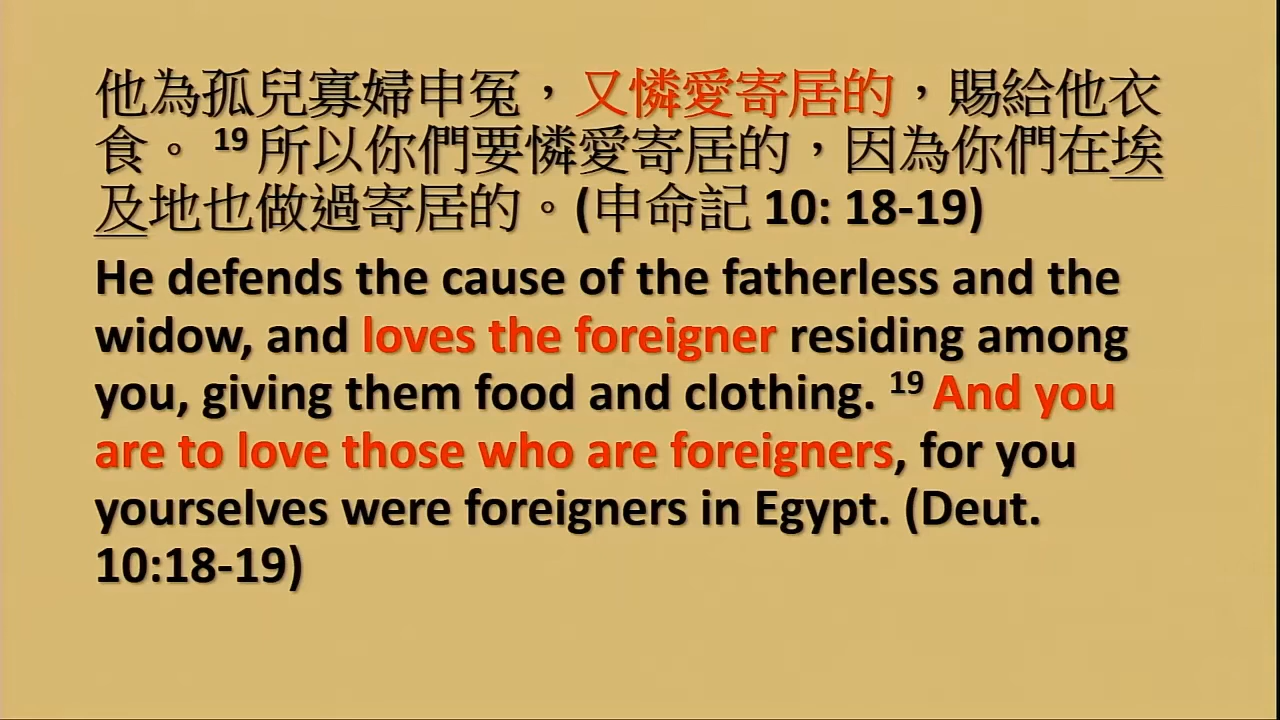 他為孤兒寡婦申冤，又憐愛寄居的，賜給他衣
食。 19 所以你們要憐愛寄居的，因為你們在埃
及地也做過寄居的。(申命記 10: 18-19)
He defends the cause of the fatherless and the
widow, and loves the foreigner residing among
you, giving them food and clothing. 19 And you
are to love those who are foreigners, for you
yourselves were foreigners in Egypt. (Deut.
10:18-19)